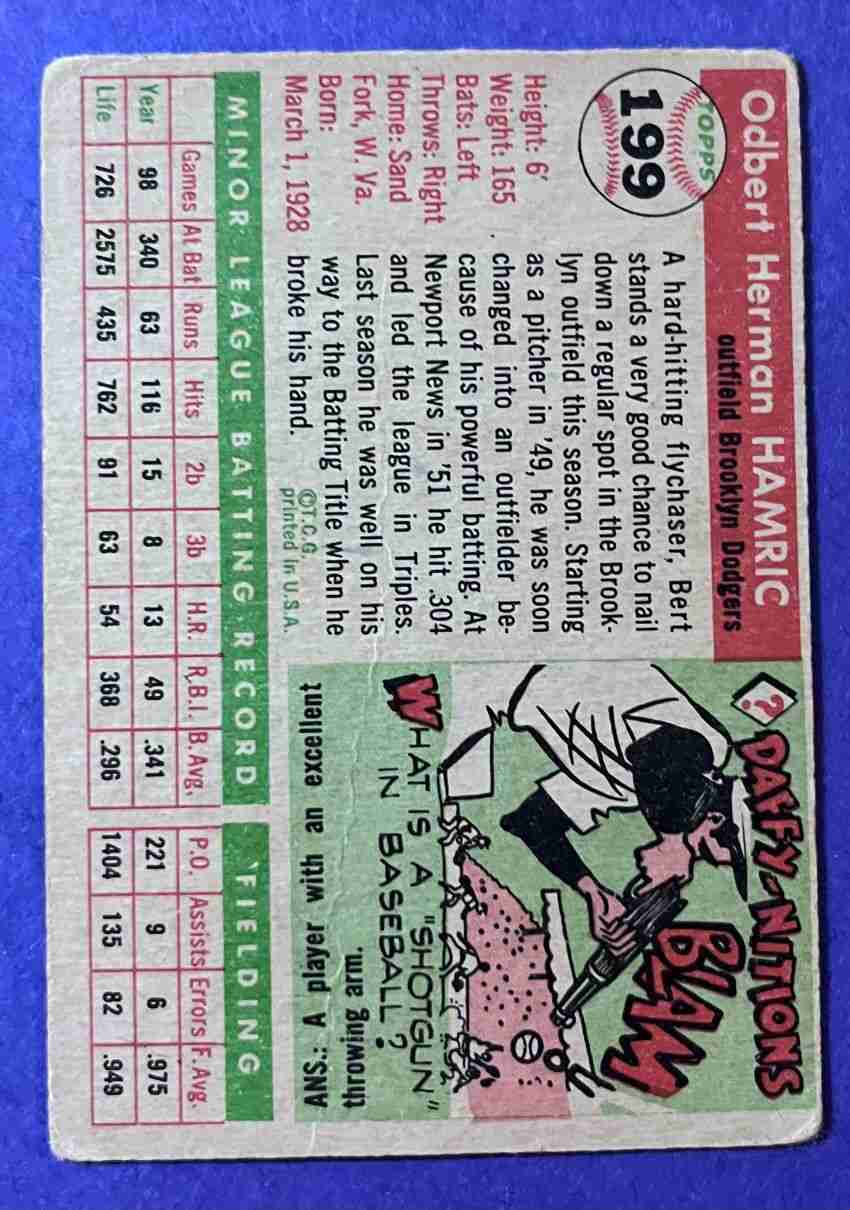 TOPPS
199
Odbert Herman HAMRIC
outfield Brooklyn Dodgers
Height: 6'
Weight: 165
Bats: Left
Throws: Right
Home: Sand
Fork, W. Va.
Born:
March 1, 1928
A hard-hitting flychaser, Bert
stands a very good chance to nail
down a regular spot in the Brook-
lyn outfield this season. Starting
as a pitcher in '49, he was soon
changed into an outfielder be-
cause of his powerful batting. At
Newport News in '51 he hit .304
and led the league in Triples.
Last season he was well on his
way to the Batting Title when he
broke his hand.
©T.C.G.
printed in U.S.A.
? DAFFY-NITIONS
BLAM
WHAT IS A "SHOTGUN"
IN BASEBALL?
ANS.: A player with an excellent
throwing arm.
MINOR LEAGUE BATTING RECORD FIELDING
Games At Bat Runs Hits 2b 3b H.R. R.B.I. B. Avg. P.O. Assists Errors F. Avg.
Year 98 340 63 116 15 8 13 49 .341 221 9 6 .975
Life 726 2575 435 762 91 63 54 368 .296 1404 135 82 .949